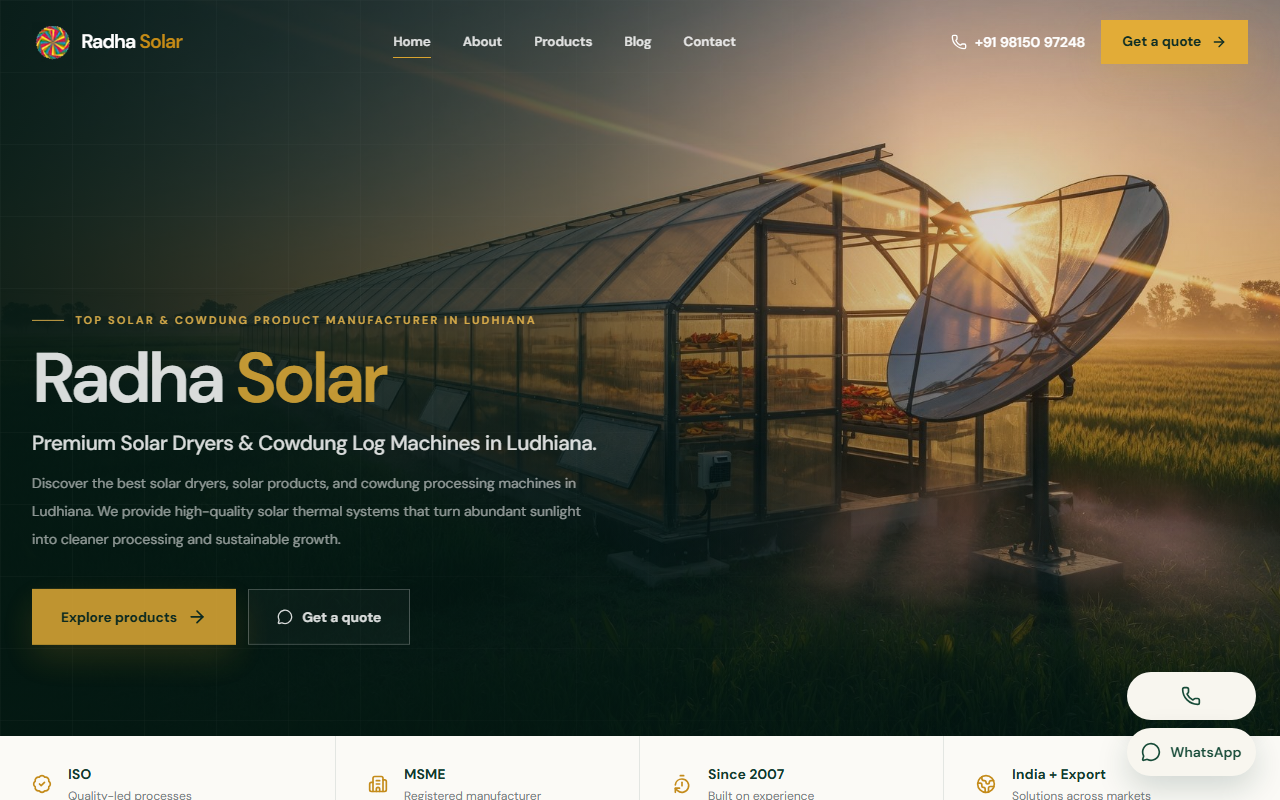 Radha Solar
Home
About
Products
Blog
Contact
+91 98150 97248
Get a quote
TOP SOLAR & COWDUNG PRODUCT MANUFACTURER IN LUDHIANA
Radha Solar
Premium Solar Dryers & Cowdung Log Machines in Ludhiana.
Discover the best solar dryers, solar products, and cowdung processing machines in
Ludhiana. We provide high-quality solar thermal systems that turn abundant sunlight
into cleaner processing and sustainable growth.
Explore products
Get a quote
WhatsApp
ISO
Quality-led processes
MSME
Registered manufacturer
Since 2007
Built on experience
India + Export
Solutions across markets